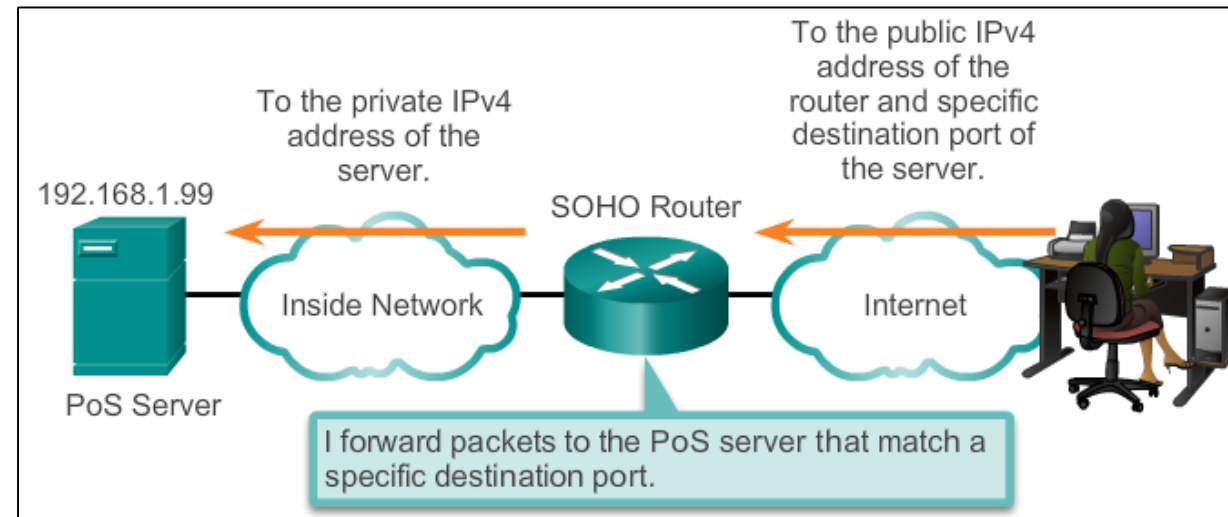 To the public IPv4
address of the
router and specific
destination port of
the server.
To the private IPv4
address of the
server.
192.168.1.99
SOHO Router
Inside Network
Internet
PoS Server
I forward packets to the PoS server that match a
specific destination port.